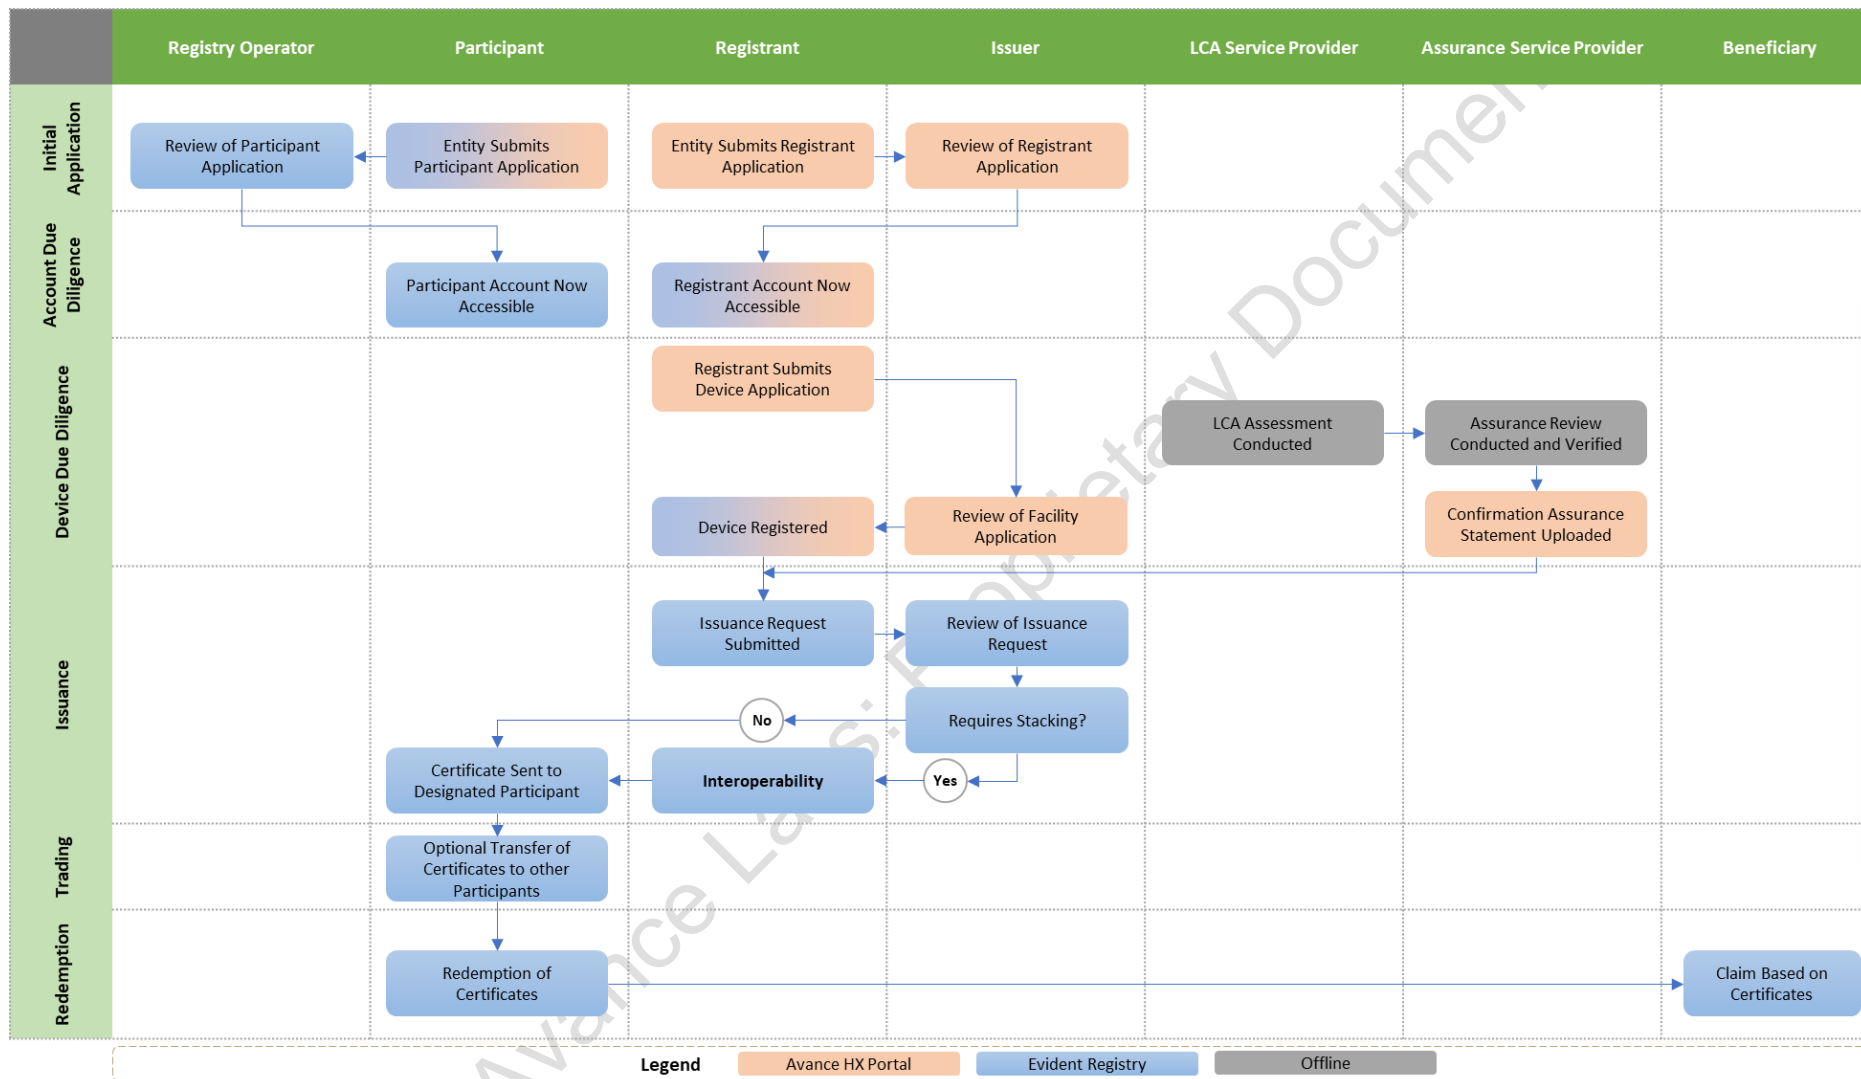 Registry Operator
Participant
Registrant
Issuer
LCA Service Provider
Assurance Service Provider
Beneficiary
Initial
Application
Review of Participant
Application
Entity Submits
Participant Application
Entity Submits Registrant
Application
Review of Registrant
Application
Account Due
Diligence
Participant Account Now
Accessible
Registrant Account Now
Accessible
Device Due Diligence
Registrant Submits
Device Application
LCA Assessment
Conducted
Assurance Review
Conducted and Verified
Device Registered
Review of Facility
Application
Confirmation Assurance
Statement Uploaded
Issuance
Issuance Request
Submitted
Review of Issuance
Request
Requires Stacking?
No
Certificate Sent to
Designated Participant
Interoperability
Yes
Trading
Optional Transfer of
Certificates to other
Participants
Redemption
Redemption of
Certificates
Claim Based on
Certificates
Legend
Avance HX Portal
Evident Registry
Offline